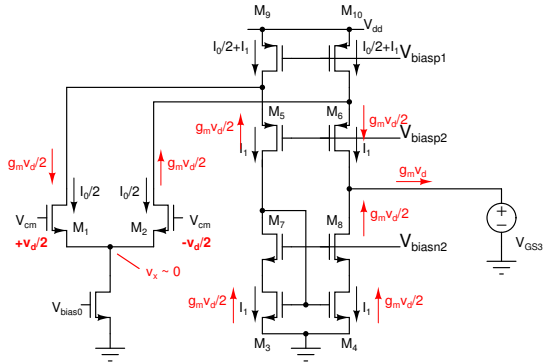 M9 M10
Vdd
I0/2+I1 I0/2+I1
Vbiasp1
M5 M6
gmvd/2 gmvd/2
Vbiasp2
gmvd/2 gmvd/2
I1 I1
gmvd
I0/2 I0/2
Vcm M1 M2 Vcm
+vd/2 -vd/2
gmvd/2
VGS3
M7 M8
Vbiasn2
vx ~ 0
Vbias0
gmvd/2 I1 I1 gmvd/2
M3 M4